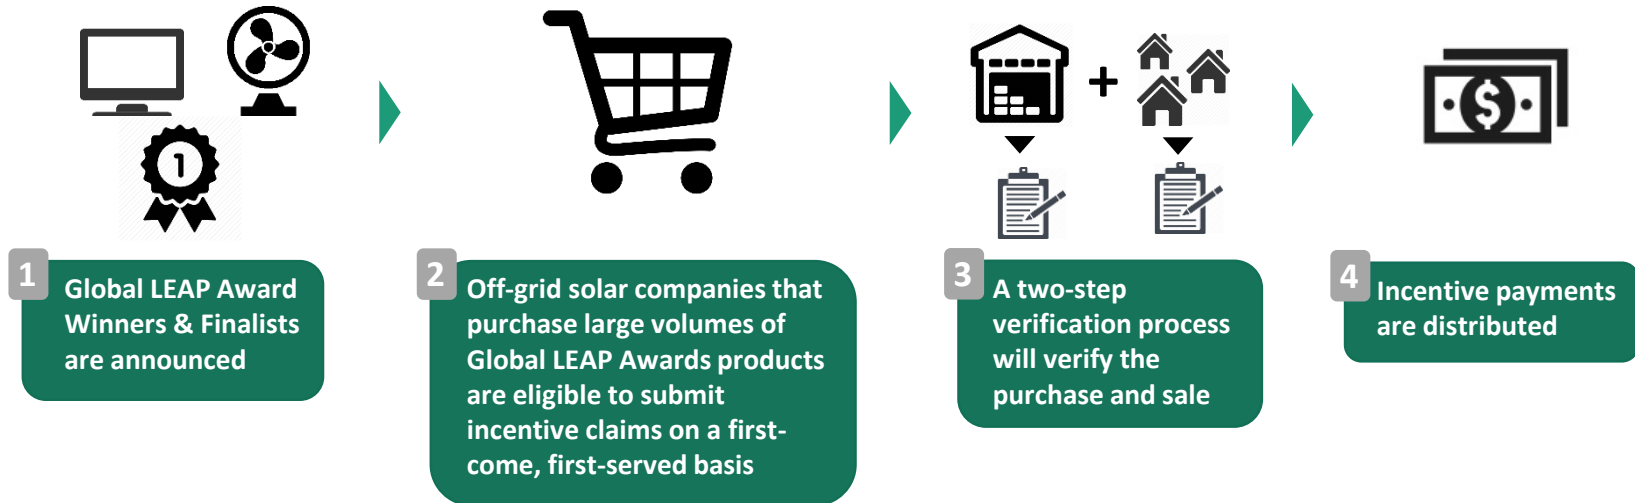 1
Global LEAP Award
Winners & Finalists
are announced
2
Off-grid solar companies that
purchase large volumes of
Global LEAP Awards products
are eligible to submit
incentive claims on a first-
come, first-served basis
3
A two-step
verification process
will verify the
purchase and sale
4
Incentive payments
are distributed
1
+
$